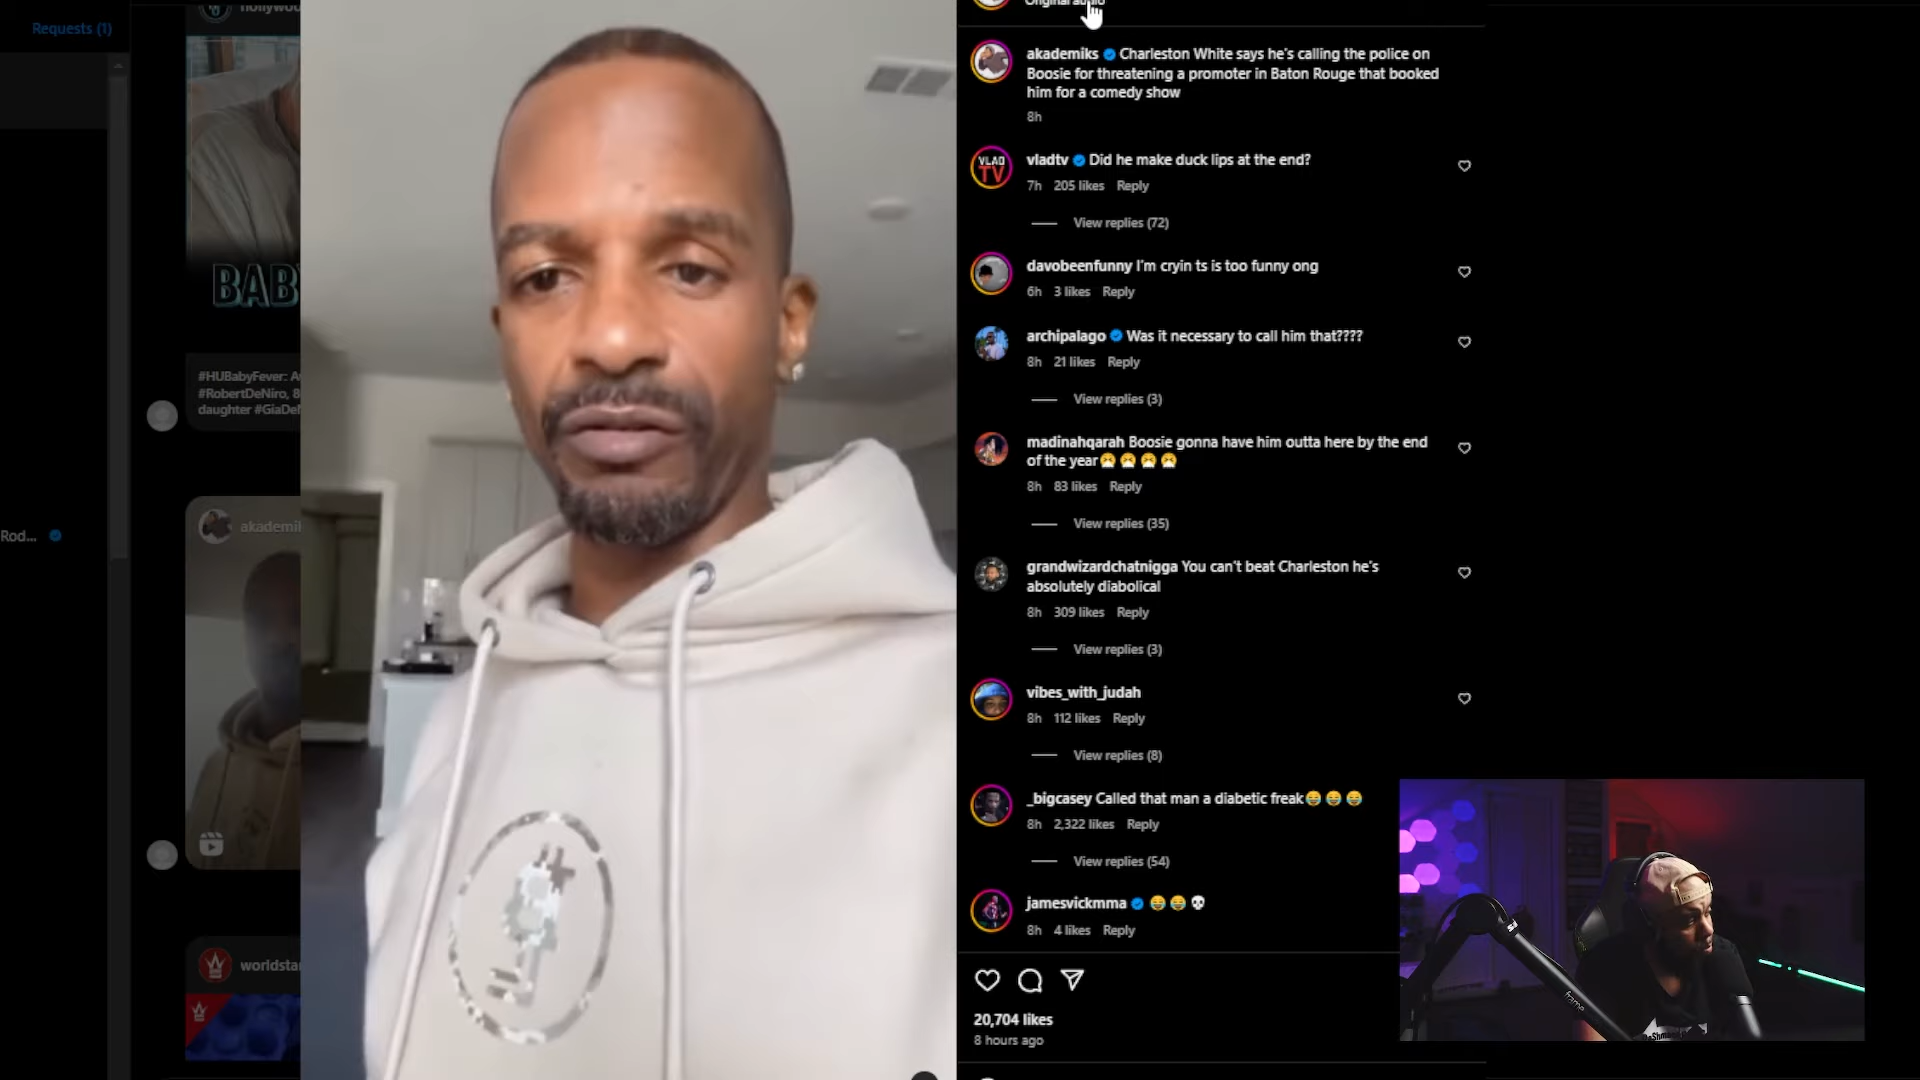 Requests (1)
hollywoo
BAB
#HUBabyFever: A
#RobertDeNiro, 8
daughter #GiaDeN
Rod...
akademi
worldsta
Original audio
akademiks Charleston White says he's calling the police on
Boosie for threatening a promoter in Baton Rouge that booked
him for a comedy show
8h
VLAD
TV
vladtv Did he make duck lips at the end?
7h 205 likes Reply
View replies (72)
davobeenfunny I'm cryin ts is too funny ong
6h 3 likes Reply
archipalago Was it necessary to call him that????
8h 21 likes Reply
View replies (3)
madinahqarah Boosie gonna have him outta here by the end
of the year😤😤😤😤
8h 83 likes Reply
View replies (35)
grandwizardchatnigga You can't beat Charleston he's
absolutely diabolical
8h 309 likes Reply
View replies (3)
vibes_with_judah
8h 112 likes Reply
View replies (8)
_bigcasey Called that man a diabetic freak😂😂😂
8h 2,322 likes Reply
View replies (54)
jamesvickmma 😂😂💀
8h 4 likes Reply
20,704 likes
8 hours ago
frame